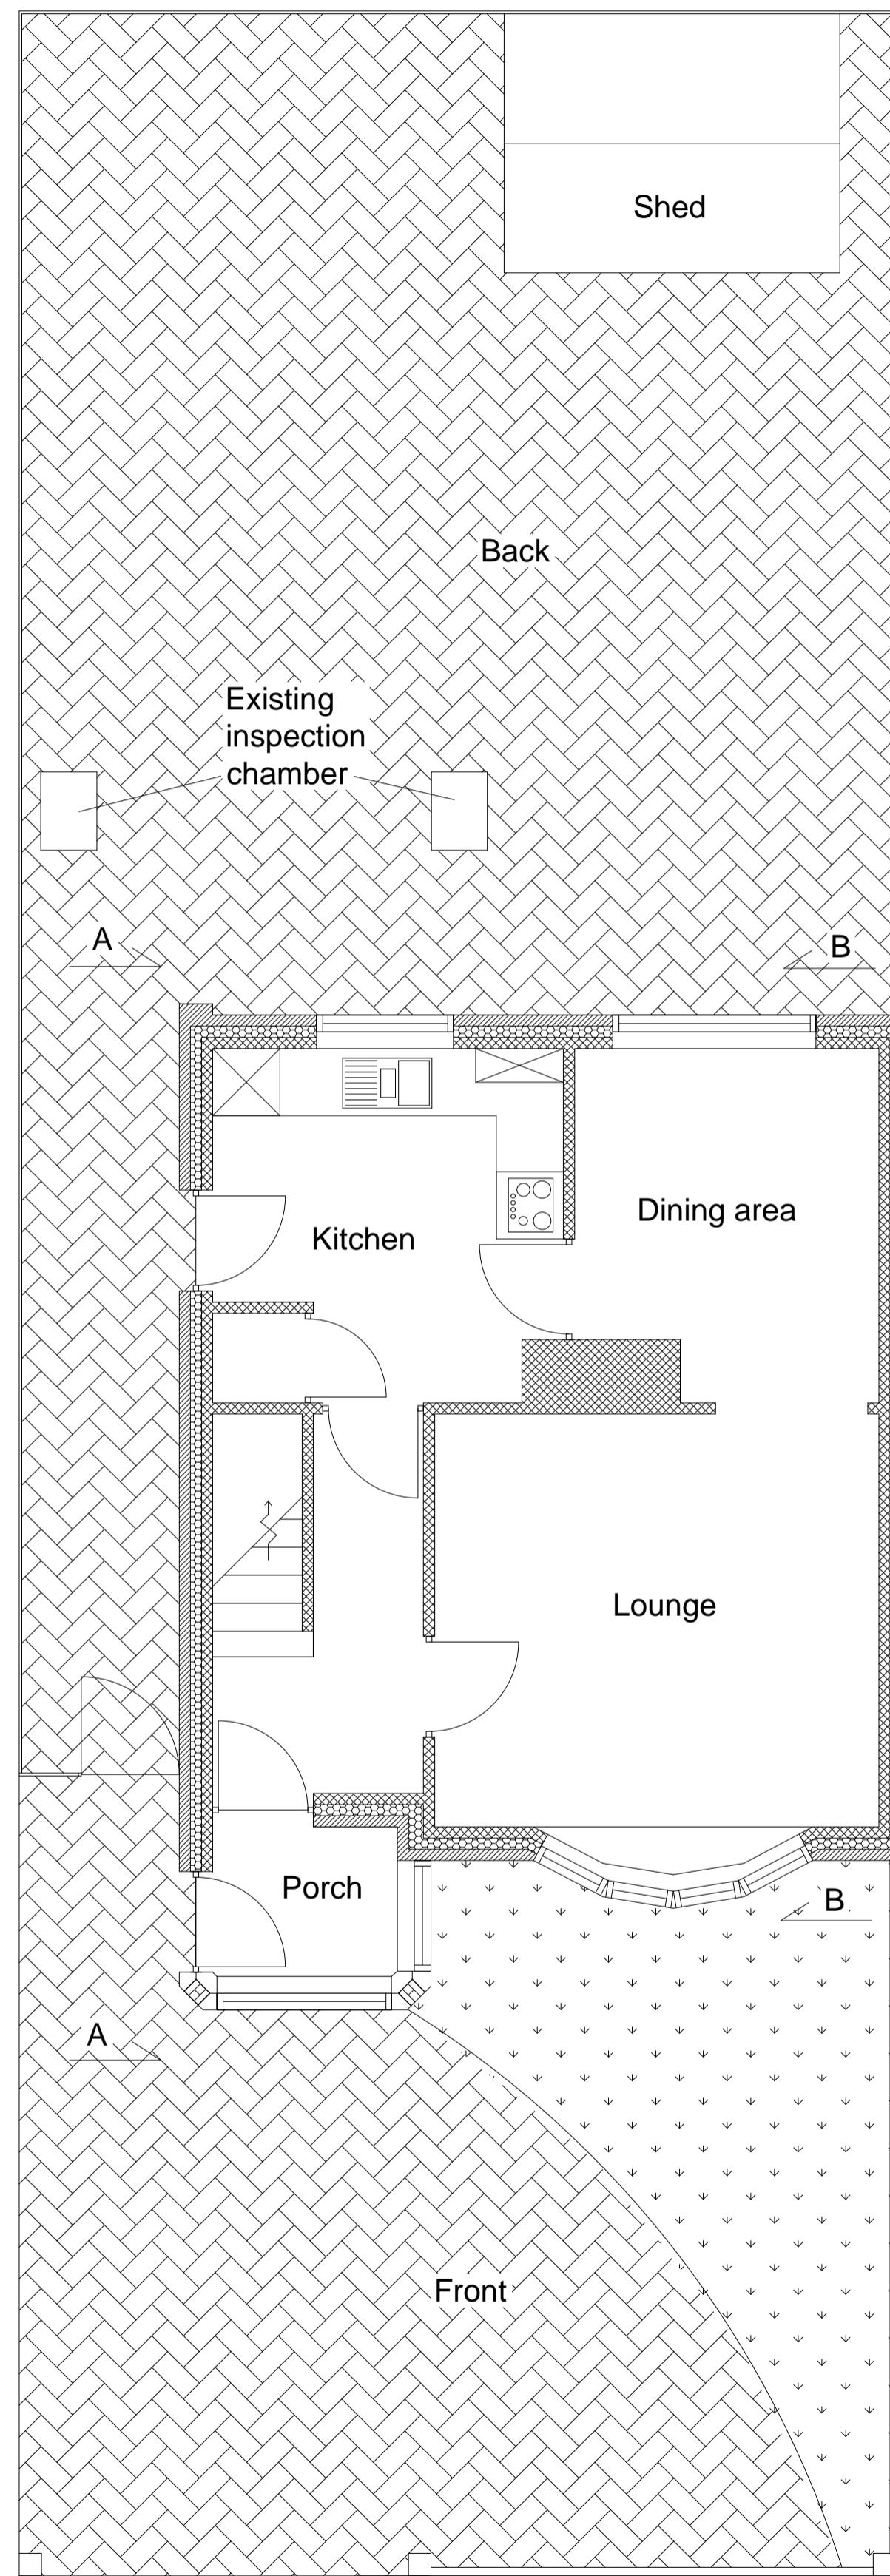 Shed
Back
Existing
inspection
chamber
A
B
Kitchen
Dining area
Lounge
Porch
B
A
Front